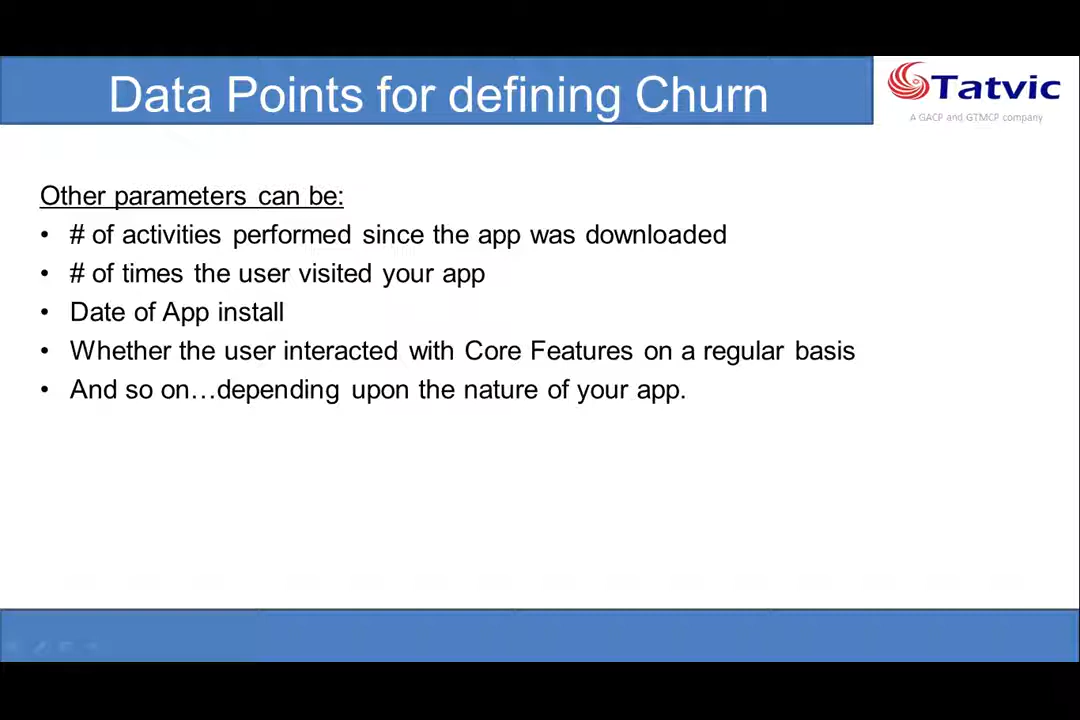 Data Points for defining Churn
Tatvic
A GACP and GTMCP company
Other parameters can be:
• # of activities performed since the app was downloaded
• # of times the user visited your app
• Date of App install
• Whether the user interacted with Core Features on a regular basis
• And so on…depending upon the nature of your app.